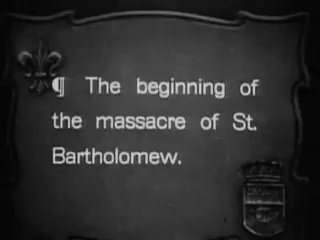 ¶ The beginning of
the massacre of St.
Bartholomew.